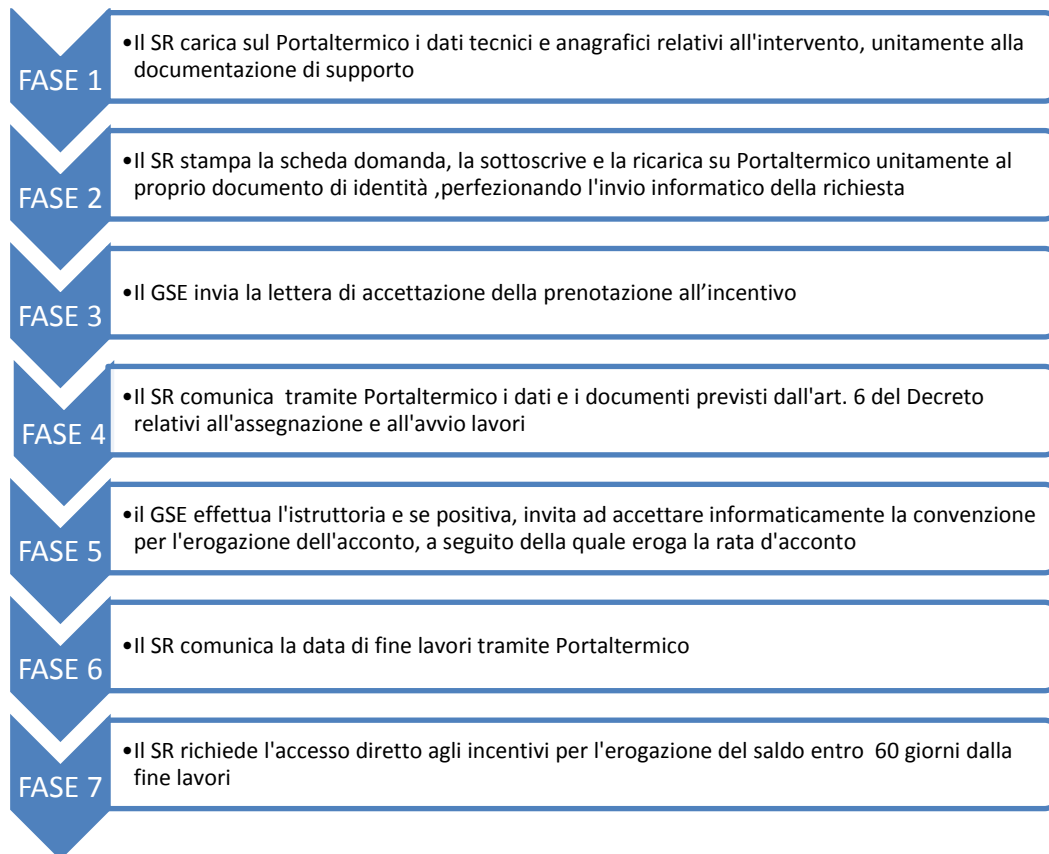 FASE 1
•Il SR carica sul Portaltermico i dati tecnici e anagrafici relativi all'intervento, unitamente alla
documentazione di supporto
FASE 2
•Il SR stampa la scheda domanda, la sottoscrive e la ricarica su Portaltermico unitamente al
proprio documento di identità ,perfezionando l'invio informatico della richiesta
FASE 3
•Il GSE invia la lettera di accettazione della prenotazione all’incentivo
FASE 4
•Il SR comunica  tramite Portaltermico i dati e i documenti previsti dall'art. 6 del Decreto
relativi all'assegnazione e all'avvio lavori
FASE 5
•il GSE effettua l'istruttoria e se positiva, invita ad accettare informaticamente la convenzione
per l'erogazione dell'acconto, a seguito della quale eroga la rata d'acconto
FASE 6
•Il SR comunica la data di fine lavori tramite Portaltermico
FASE 7
•Il SR richiede l'accesso diretto agli incentivi per l'erogazione del saldo entro  60 giorni dalla
fine lavori